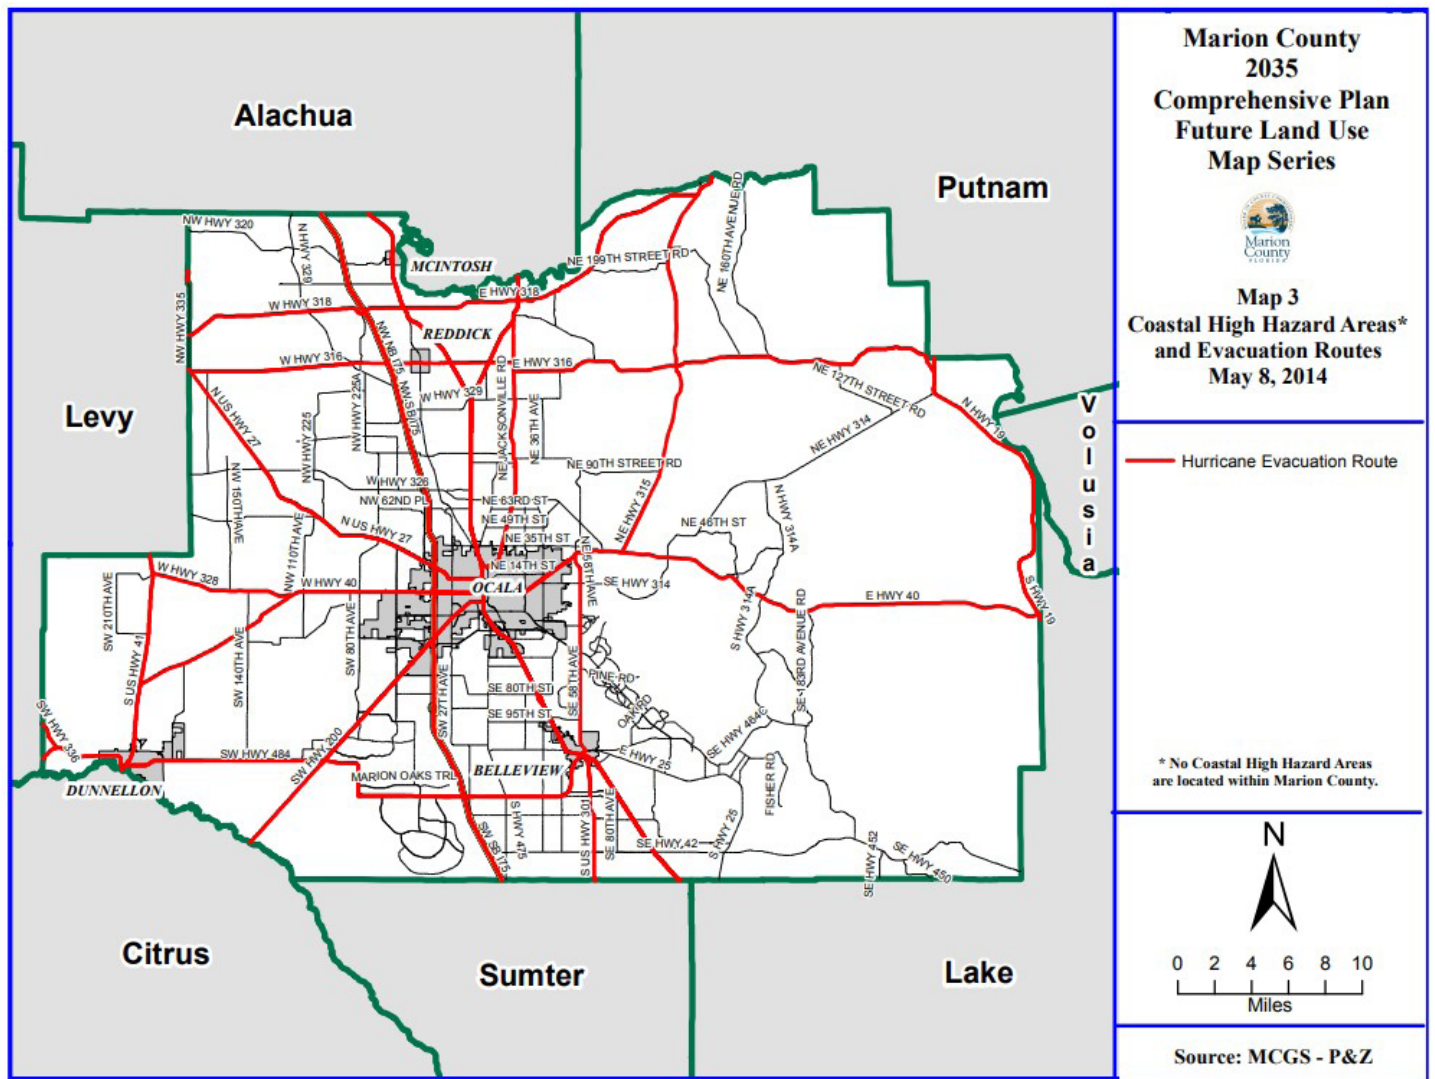 Marion County
2035
Comprehensive Plan
Future Land Use
Map Series
Marion
County
FLORIDA
Map 3
Coastal High Hazard Areas*
and Evacuation Routes
May 8, 2014
Hurricane Evacuation Route
* No Coastal High Hazard Areas
are located within Marion County.
N
0 2 4 6 8 10
Miles
Source: MCGS - P&Z
Alachua
Putnam
Levy
Volusia
Citrus
Sumter
Lake
MCINTOSH
REDDICK
OCALA
BELLEVIEW
DUNNELLON
NW HWY 320
N HWY 329
W HWY 318
E HWY 318
NW HWY 335
NE 199TH STREET RD
NE 160TH AVENUE RD
W HWY 316
E HWY 316
NW NB I75
NW SB I75
NW HWY 225A
W HWY 329
NE JACKSONVILLE RD
NE 36TH AVE
NE 127TH STREET RD
N HWY 19
N US HWY 27
NW HWY 225
NE HWY 314
NE 90TH STREET RD
NW 150TH AVE
W HWY 326
NW 62ND PL
NE 63RD ST
NE 49TH ST
NE 35TH ST
NE HWY 315
NE 46TH ST
N HWY 314A
N US HWY 27
NW 110TH AVE
NE 14TH ST
NE 58TH AVE
SE HWY 314
W HWY 328
W HWY 40
E HWY 40
S HWY 19
SW 210TH AVE
SW 80TH AVE
S HWY 314A
SE 183RD AVENUE RD
S US HWY 41
SW 140TH AVE
SW 27TH AVE
SE 80TH ST
SE 95TH ST
SE 58TH AVE
PINE RD
OAK RD
SE HWY 464C
SW HWY 336
SW HWY 484
SW HWY 200
MARION OAKS TRL
E HWY 25
FISHER RD
S HWY 475
S US HWY 301
SE 80TH AVE
SW SB I75
SE HWY 42
S HWY 25
SE HWY 452
SE HWY 450